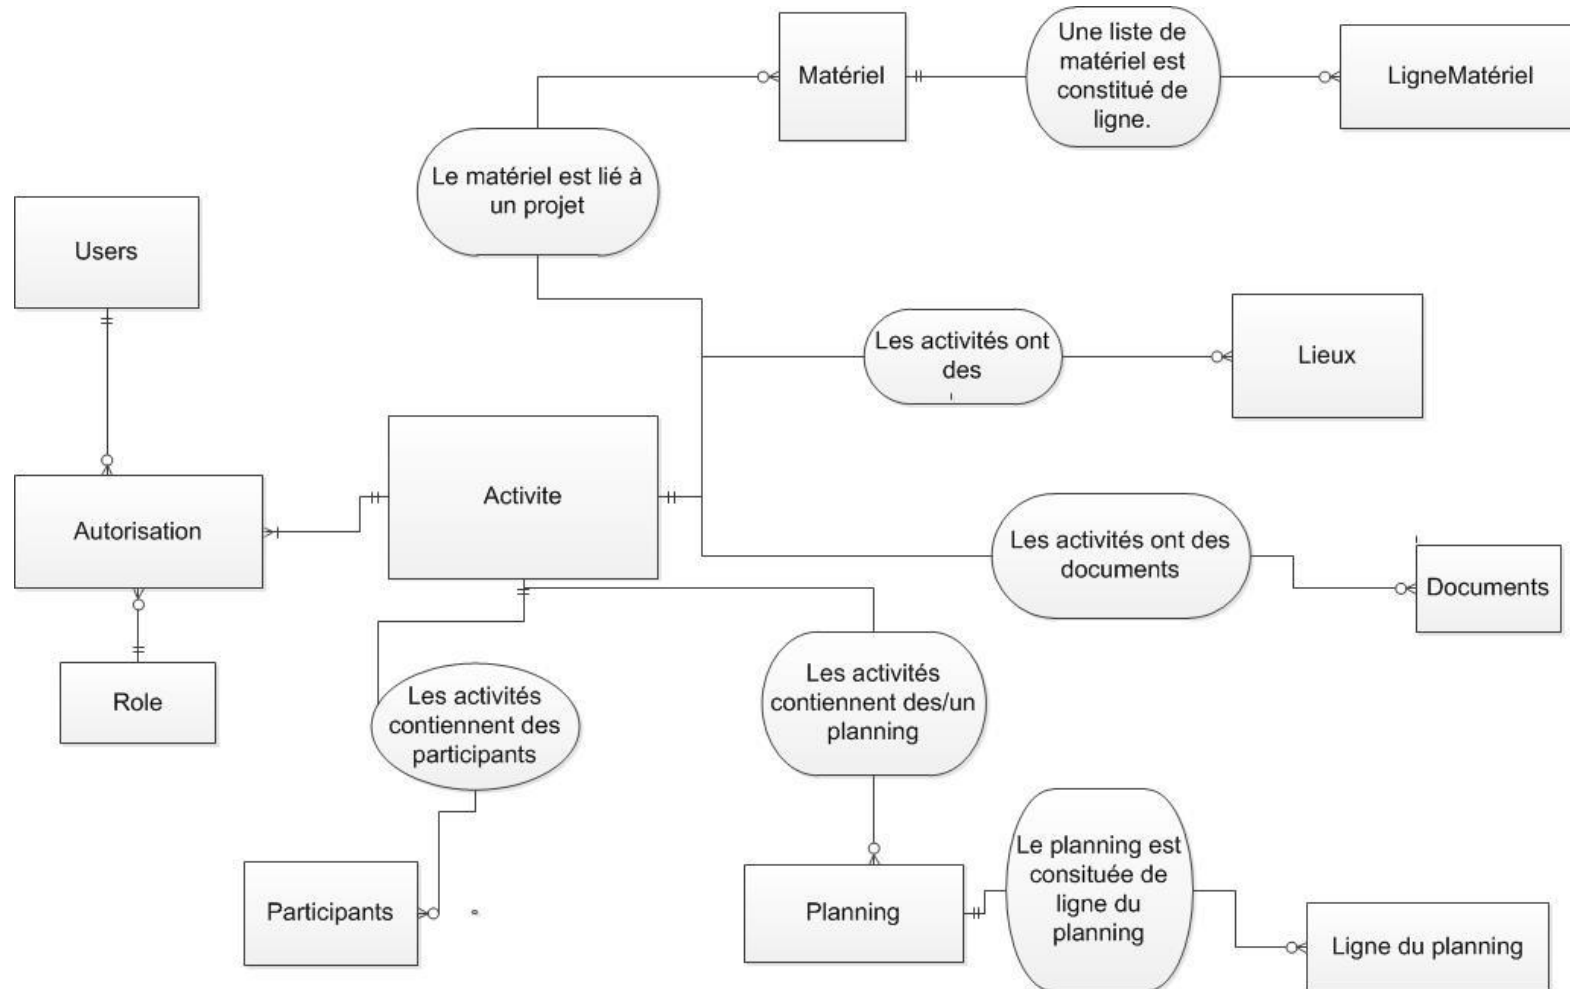 Matériel
Une liste de
matériel est
constitué de
ligne.
LigneMatériel
Le matériel est lié à
un projet
Users
Les activités ont
des
Lieux
Activite
Autorisation
Les activités ont des
documents
Documents
Role
Les activités
contiennent des
participants
Les activités
contiennent des/un
planning
Participants
Planning
Le planning est
consituée de
ligne du
planning
Ligne du planning